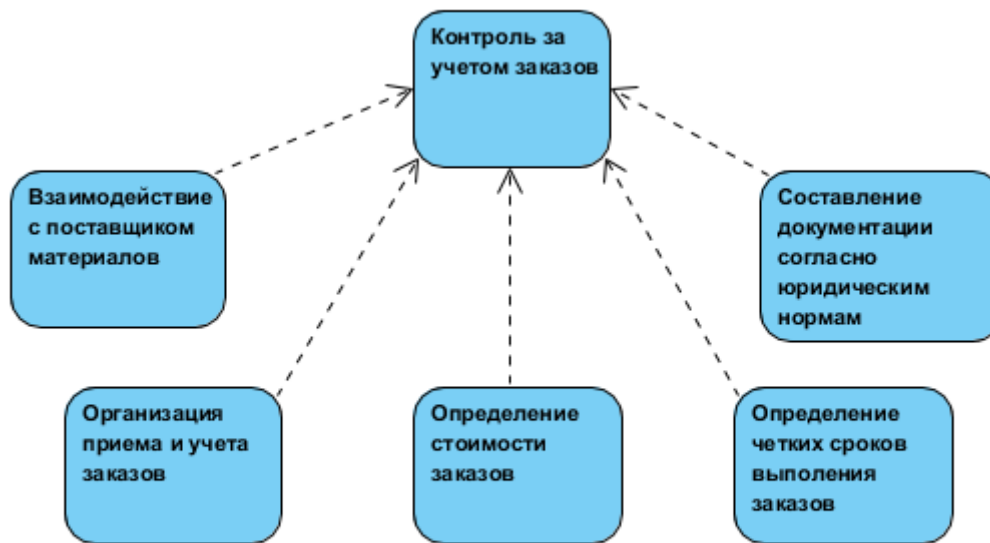 Контроль за
учетом заказов
Взаимодействие
с поставщиком
материалов
Составление
документации
согласно
юридическим
нормам
Организация
приема и учета
заказов
Определение
стоимости
заказов
Определение
четких сроков
выполения
заказов